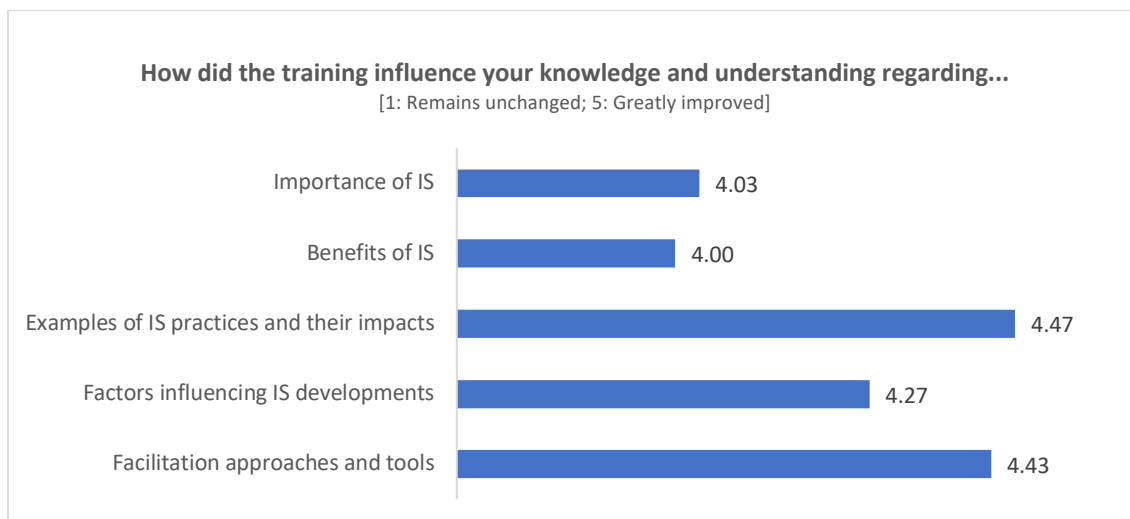 How did the training influence your knowledge and understanding regarding...
[1: Remains unchanged; 5: Greatly improved]
Importance of IS 4.03
Benefits of IS 4.00
Examples of IS practices and their impacts 4.47
Factors influencing IS developments 4.27
Facilitation approaches and tools 4.43